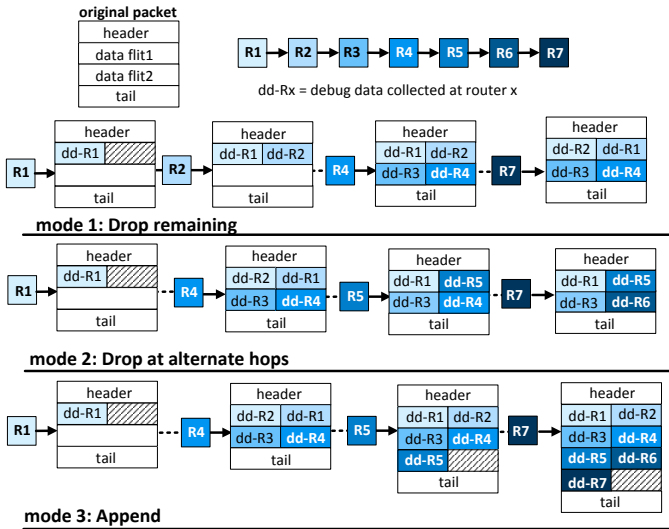 original packet
header
data flit1
data flit2
tail
R1 R2 R3 R4 R5 R6 R7
dd-Rx = debug data collected at router x
R1
header
dd-R1
tail
R2
header
dd-R1 dd-R2
tail
R4
header
dd-R1 dd-R2
dd-R3 dd-R4
tail
R7
header
dd-R2 dd-R1
dd-R3 dd-R4
tail
mode 1: Drop remaining
R1
header
dd-R1
tail
R4
header
dd-R2 dd-R1
dd-R3 dd-R4
tail
R5
header
dd-R1 dd-R5
dd-R3 dd-R4
tail
R7
header
dd-R1 dd-R5
dd-R3 dd-R6
tail
mode 2: Drop at alternate hops
R1
header
dd-R1
tail
R4
header
dd-R2 dd-R1
dd-R3 dd-R4
tail
R5
header
dd-R1 dd-R2
dd-R3 dd-R4
dd-R5
tail
R7
header
dd-R1 dd-R2
dd-R3 dd-R4
dd-R5 dd-R6
dd-R7
tail
mode 3: Append